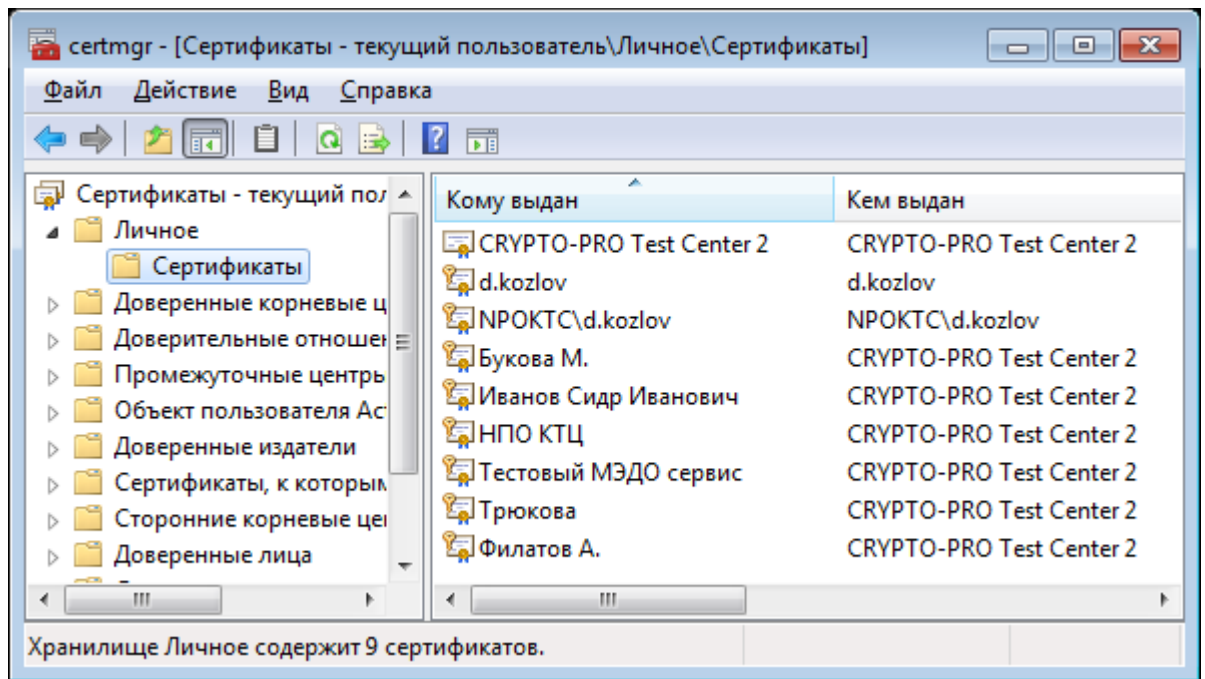 certmgr - [Сертификаты - текущий пользователь\Личное\Сертификаты]
Файл Действие Вид Справка
Сертификаты - текущий пол
Личное
Сертификаты
Доверенные корневые ц
Доверительные отношен
Промежуточные центры
Объект пользователя Ac
Доверенные издатели
Сертификаты, к которым
Сторонние корневые цен
Доверенные лица
Кому выдан Кем выдан
CRYPTO-PRO Test Center 2 CRYPTO-PRO Test Center 2
d.kozlov d.kozlov
NPOKTC\d.kozlov NPOKTC\d.kozlov
Букова М. CRYPTO-PRO Test Center 2
Иванов Сидр Иванович CRYPTO-PRO Test Center 2
НПО КТЦ CRYPTO-PRO Test Center 2
Тестовый МЭДО сервис CRYPTO-PRO Test Center 2
Трюкова CRYPTO-PRO Test Center 2
Филатов А. CRYPTO-PRO Test Center 2
Хранилище Личное содержит 9 сертификатов.